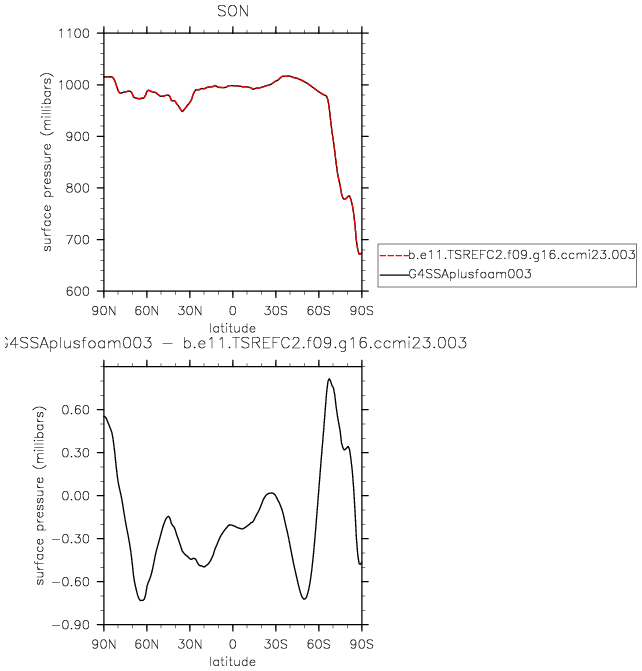 SON
1100
1000
900
800
700
600
surface pressure (millibars)
90N 60N 30N 0 30S 60S 90S
latitude
b.e11.TSREFC2.f09.g16.ccmi23.003
G4SSAplusfoam003
G4SSAplusfoam003 − b.e11.TSREFC2.f09.g16.ccmi23.003
0.60
0.30
0.00
−0.30
−0.60
−0.90
surface pressure (millibars)
90N 60N 30N 0 30S 60S 90S
latitude